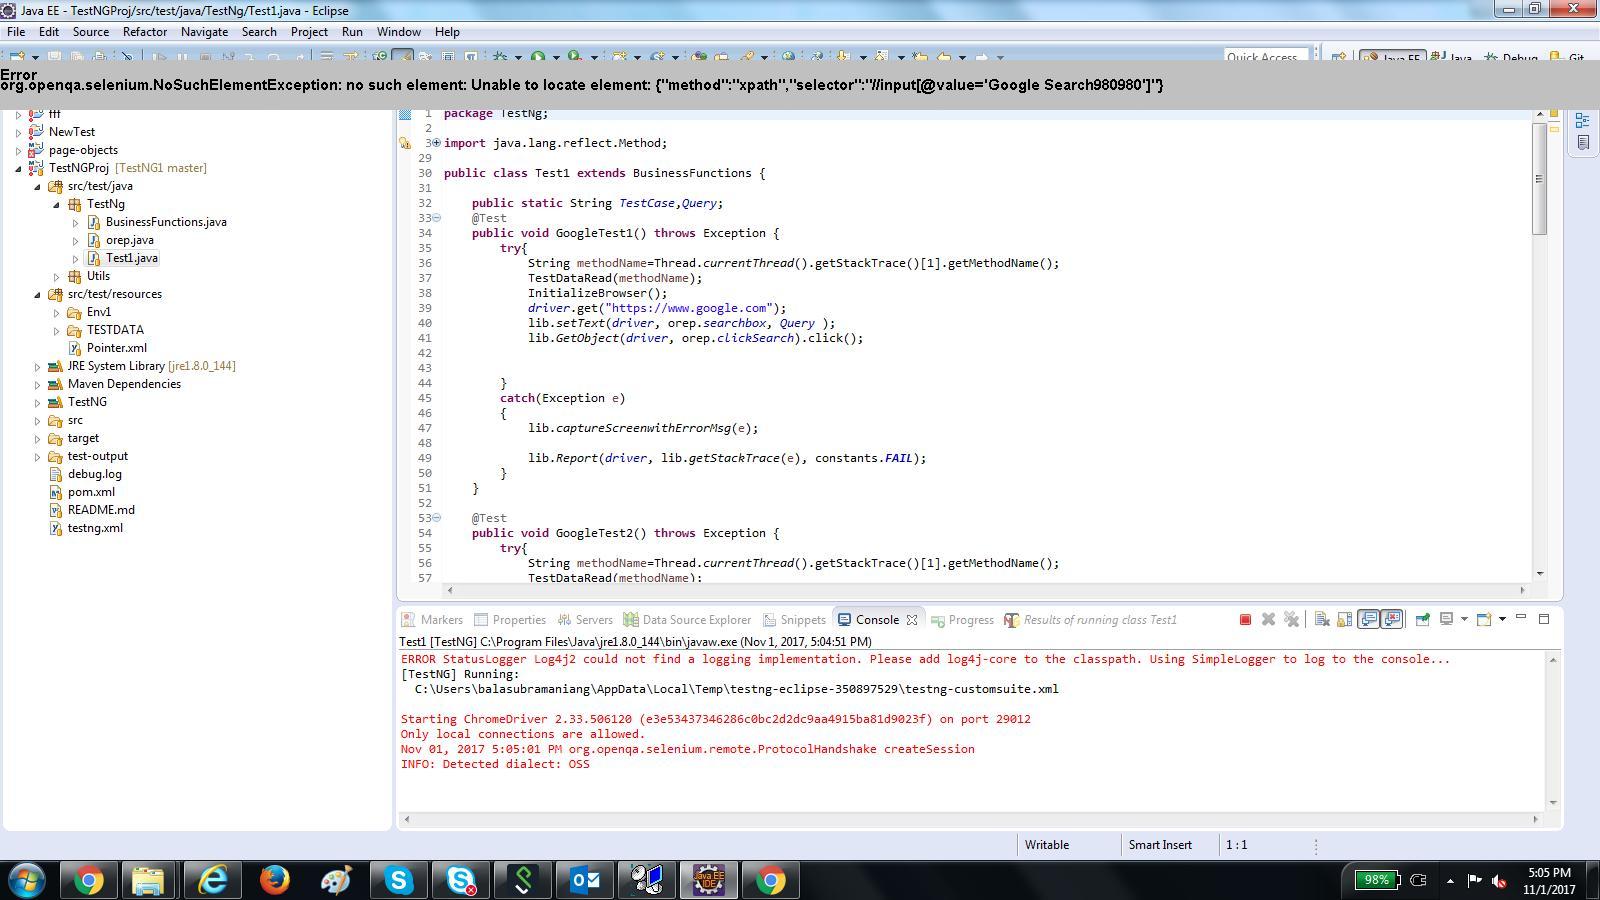 Java EE - TestNGProj/src/test/java/TestNg/Test1.java - Eclipse
File Edit Source Refactor Navigate Search Project Run Window Help
Quick Access
Java EE Java Debug Git
Error
org.openqa.selenium.NoSuchElementException: no such element: Unable to locate element: {"method":"xpath","selector":"//input[@value='Google Search980980']"}
fff
NewTest
page-objects
TestNGProj [TestNG1 master]
src/test/java
TestNg
BusinessFunctions.java
orep.java
Test1.java
Utils
src/test/resources
Env1
TESTDATA
Pointer.xml
JRE System Library [jre1.8.0_144]
Maven Dependencies
TestNG
src
target
test-output
debug.log
pom.xml
README.md
testng.xml
1 package TestNg;
2
3 import java.lang.reflect.Method;
29
30 public class Test1 extends BusinessFunctions {
31
32 public static String TestCase,Query;
33 @Test
34 public void GoogleTest1() throws Exception {
35 try{
36 String methodName=Thread.currentThread().getStackTrace()[1].getMethodName();
37 TestDataRead(methodName);
38 InitializeBrowser();
39 driver.get("https://www.google.com");
40 lib.setText(driver, orep.searchbox, Query );
41 lib.GetObject(driver, orep.clickSearch).click();
42
43
44 }
45 catch(Exception e)
46 {
47 lib.captureScreenwithErrorMsg(e);
48
49 lib.Report(driver, lib.getStackTrace(e), constants.FAIL);
50 }
51 }
52
53 @Test
54 public void GoogleTest2() throws Exception {
55 try{
56 String methodName=Thread.currentThread().getStackTrace()[1].getMethodName();
57 TestDataRead(methodName);
Markers Properties Servers Data Source Explorer Snippets Console Progress Results of running class Test1
Test1 [TestNG] C:\Program Files\Java\jre1.8.0_144\bin\javaw.exe (Nov 1, 2017, 5:04:51 PM)
ERROR StatusLogger Log4j2 could not find a logging implementation. Please add log4j-core to the classpath. Using SimpleLogger to log to the console...
[TestNG] Running:
C:\Users\balasubramaniang\AppData\Local\Temp\testng-eclipse-350897529\testng-customsuite.xml
Starting ChromeDriver 2.33.506120 (e3e53437346286c0bc2d2dc9aa4915ba81d9023f) on port 29012
Only local connections are allowed.
Nov 01, 2017 5:05:01 PM org.openqa.selenium.remote.ProtocolHandshake createSession
INFO: Detected dialect: OSS
Writable Smart Insert 1 : 1
Java EE
IDE
98%
5:05 PM
11/1/2017